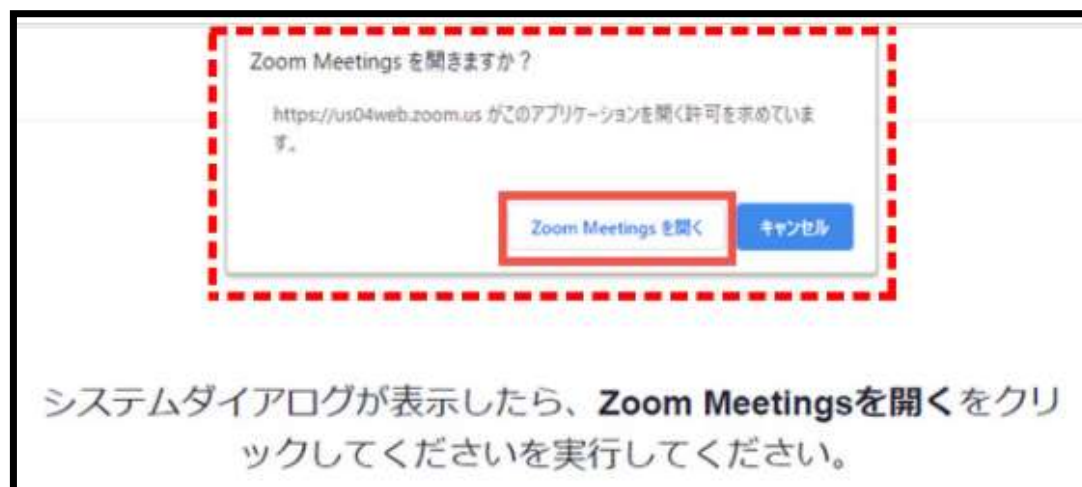 Zoom Meetings を開きますか？
https://us04web.zoom.us がこのアプリケーションを開く許可を求めていま
す。
Zoom Meetings を開く キャンセル
システムダイアログが表示したら、Zoom Meetingsを開くをクリ
ックしてくださいを実行してください。